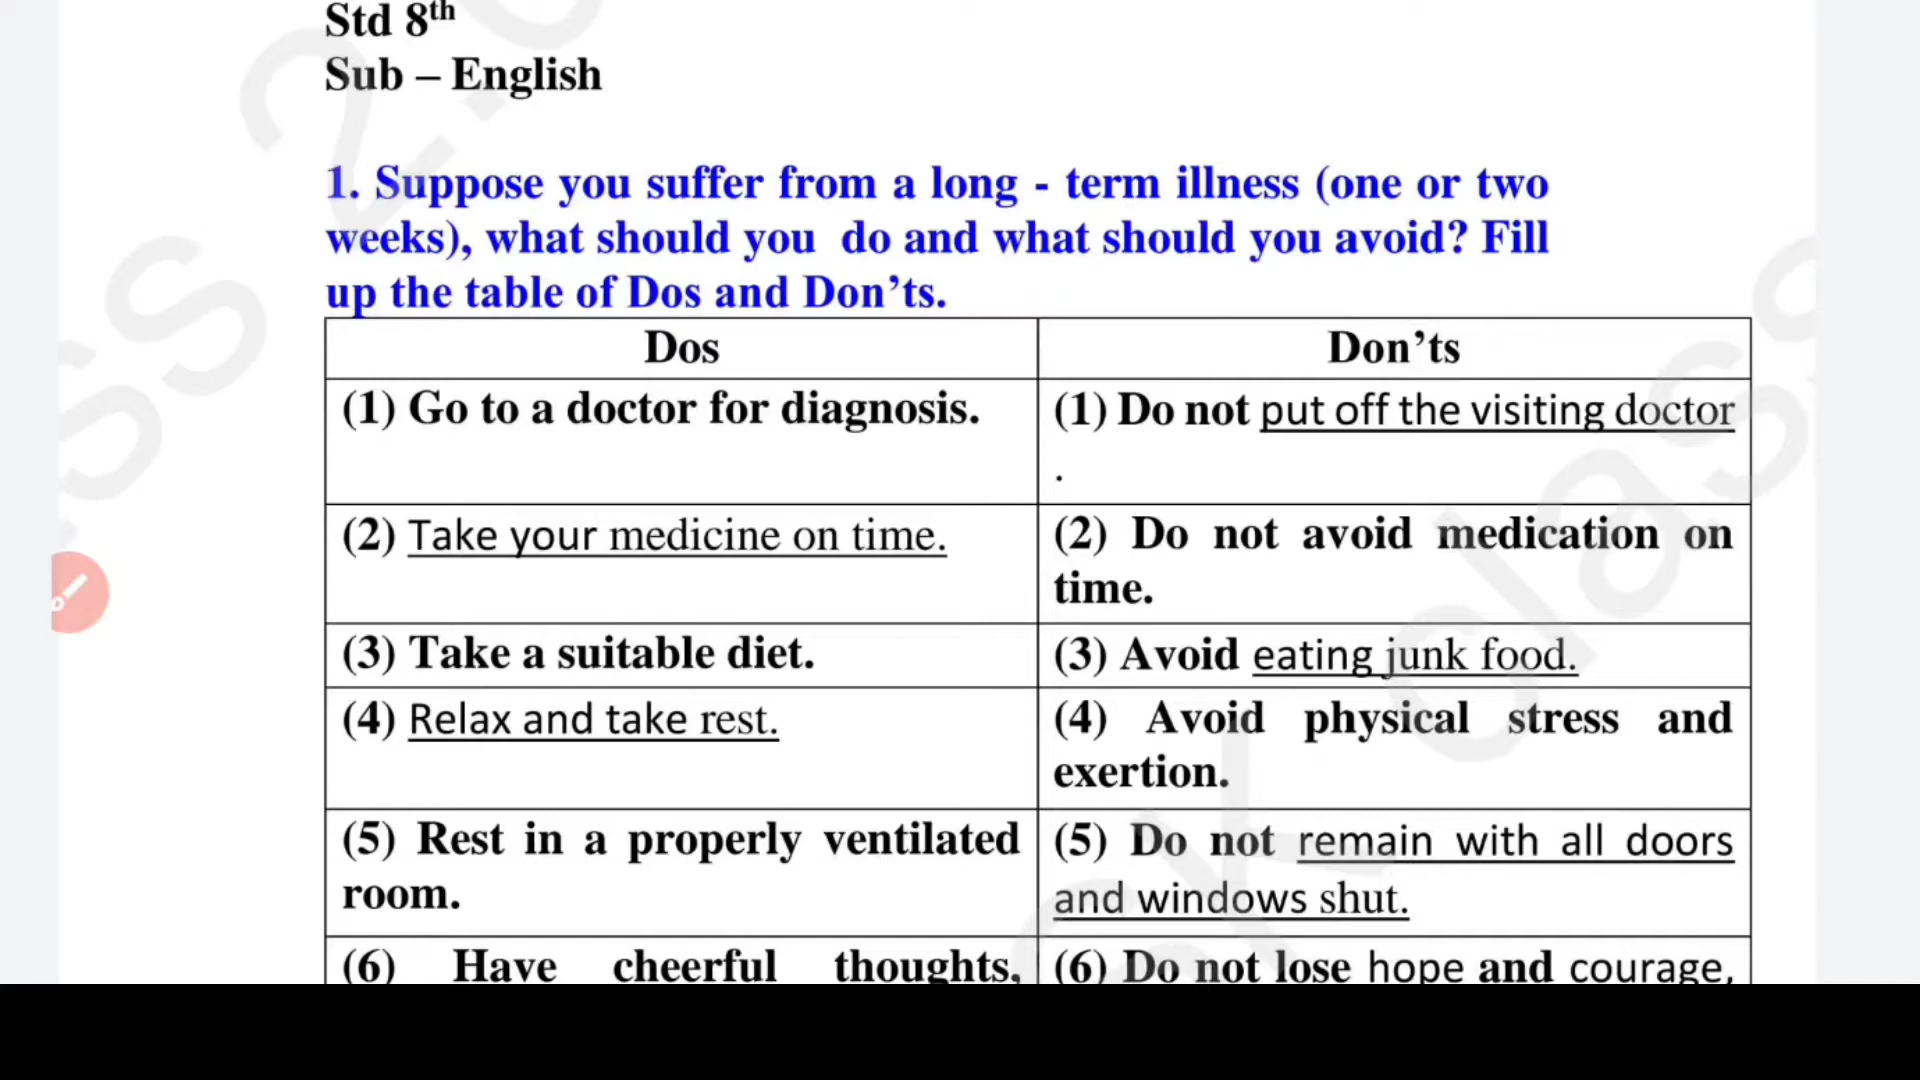 Std 8th
Sub – English
1. Suppose you suffer from a long - term illness (one or two
weeks), what should you do and what should you avoid? Fill
up the table of Dos and Don’ts.
Dos
Don’ts
(1) Go to a doctor for diagnosis.
(1) Do not put off the visiting doctor
.
(2) Take your medicine on time.
(2) Do not avoid medication on
time.
(3) Take a suitable diet.
(3) Avoid eating junk food.
(4) Relax and take rest.
(4) Avoid physical stress and
exertion.
(5) Rest in a properly ventilated
room.
(5) Do not remain with all doors
and windows shut.
(6) Have cheerful thoughts,
(6) Do not lose hope and courage,